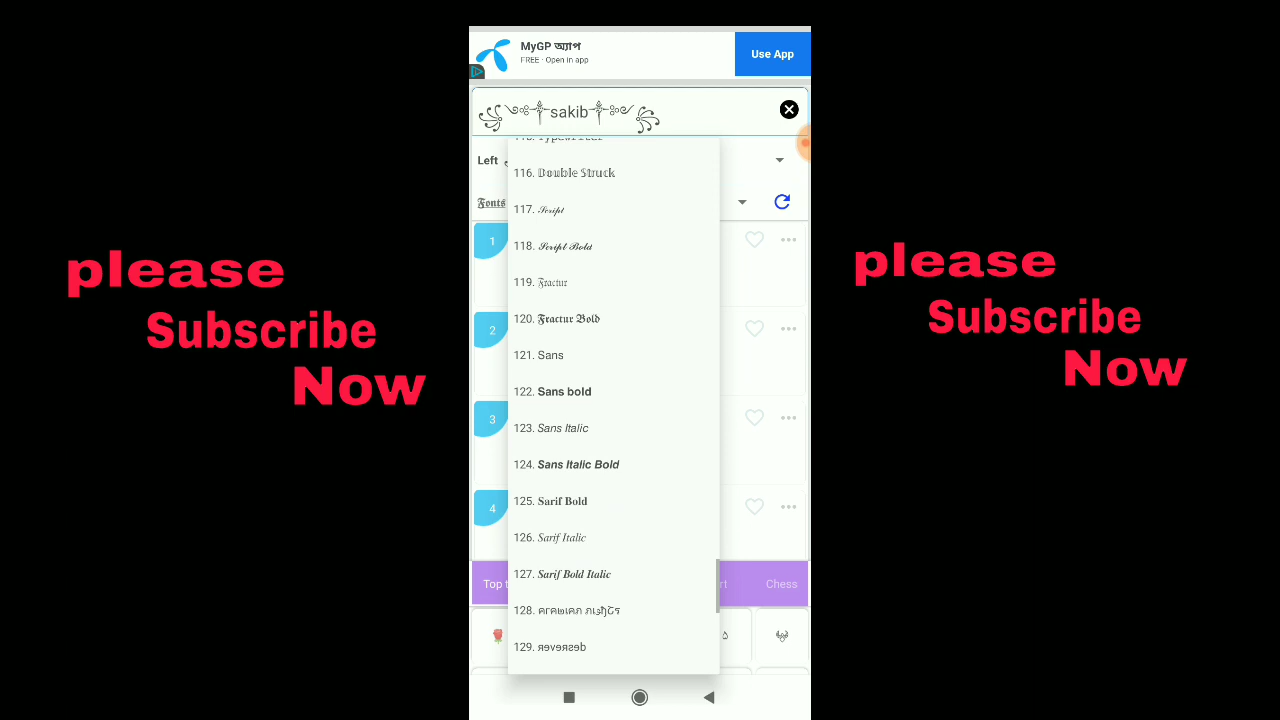 MyGP অ্যাপ
FREE · Open in app
Use App
꧁༺༒sakib༒༻꧂
Left
𝕱𝖔𝖓𝖙𝖘
116. 𝔻𝕠𝕦𝕓𝕝𝕖 𝕊𝕥𝕣𝕦𝕔𝕜
117. 𝒮𝒸𝓇𝒾𝓅𝓉
118. 𝓢𝓬𝓻𝓲𝓹𝓽 𝓑𝓸𝓵𝓭
119. 𝔉𝔯𝔞𝔠𝔱𝔲𝔯
120. 𝕱𝖗𝖆𝖈𝖙𝖚𝖗 𝕭𝖔𝖑𝖉
121. Sans
122. Sans bold
123. Sans Italic
124. Sans Italic Bold
125. Sarif Bold
126. Sarif Italic
127. Sarif Bold Italic
129. яɘvɘяƨɘb
1
2
3
4
Chess
please
Subscribe
Now
please
Subscribe
Now